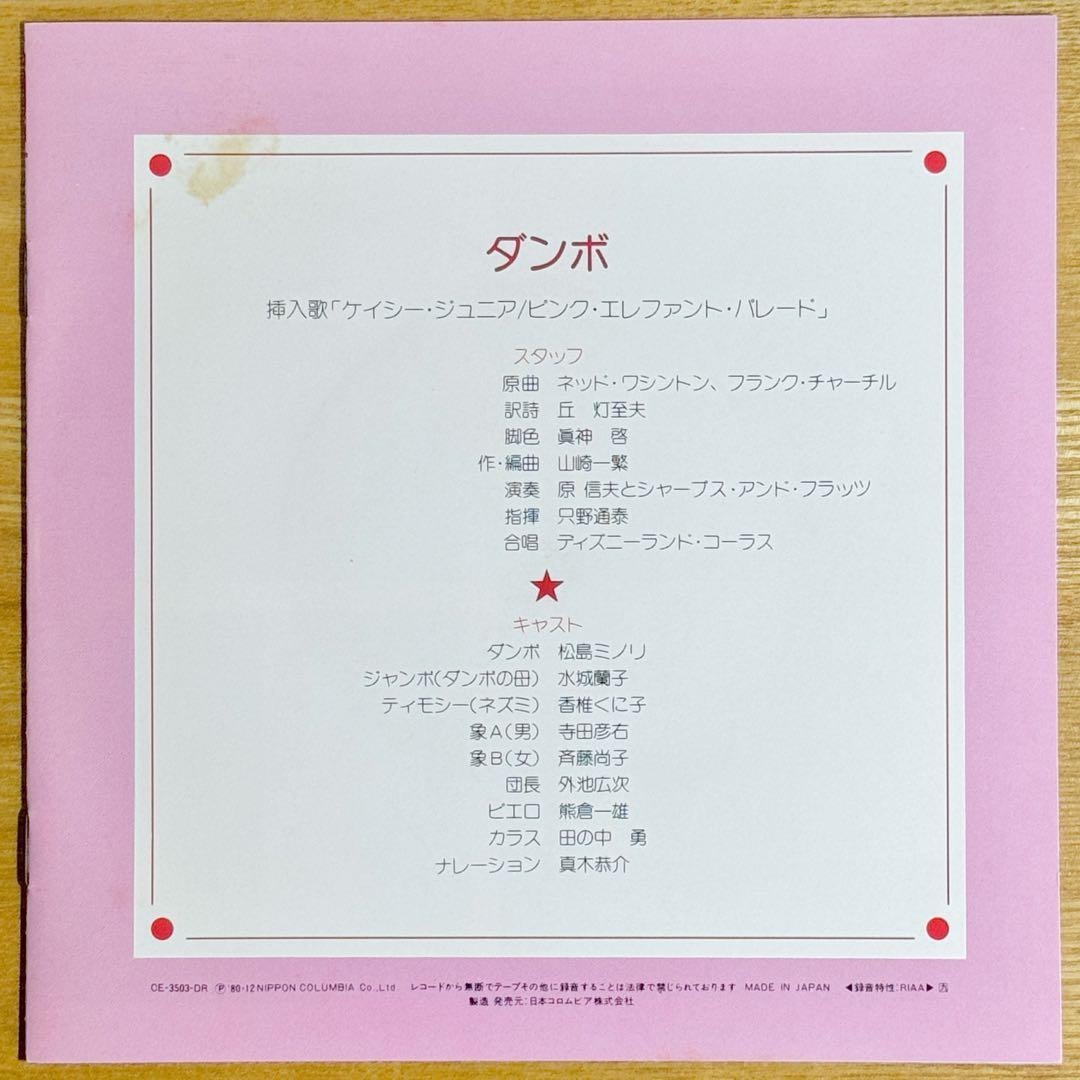 ダンボ
挿入歌「ケイシー・ジュニア/ピンク・エレファント・パレード」
スタッフ
原曲 ネッド・ワシントン、フランク・チャーチル
訳詩 丘 灯至夫
脚色 眞神 啓
作・編曲 山崎一繁
演奏 原 信夫とシャープス・アンド・フラッツ
指揮 只野通泰
合唱 ディズニーランド・コーラス
★
キャスト
ダンボ 松島ミノリ
ジャンボ(ダンボの母) 水城蘭子
ティモシー(ネズミ) 香椎くに子
象A(男) 寺田彦右
象B(女) 斉藤尚子
団長 外池広次
ピエロ 熊倉一雄
カラス 田の中 勇
ナレーション 真木恭介
CE-3503-DR Ⓟ'80・12 NIPPON COLUMBIA Co., Ltd. レコードから無断でテープその他に録音することは法律で禁じられております MADE IN JAPAN ◀録音特性:RIAA▶
製造 発売元:日本コロムビア株式会社